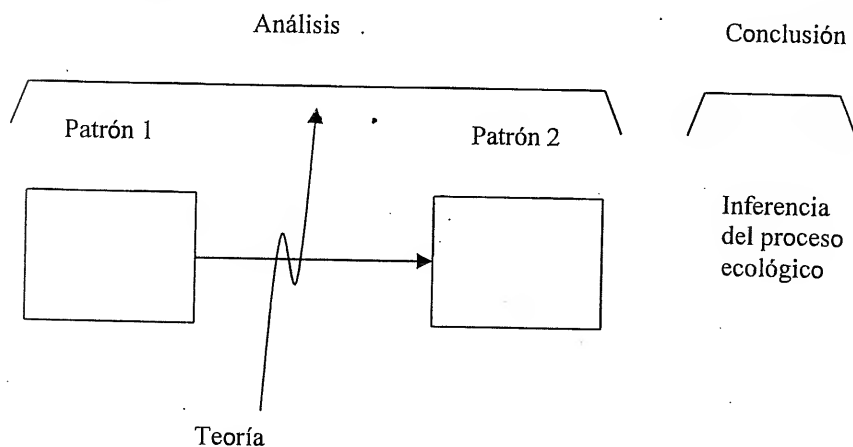 Análisis
Conclusión
Patrón 1
Patrón 2
Inferencia
del proceso
ecológico
Teoría